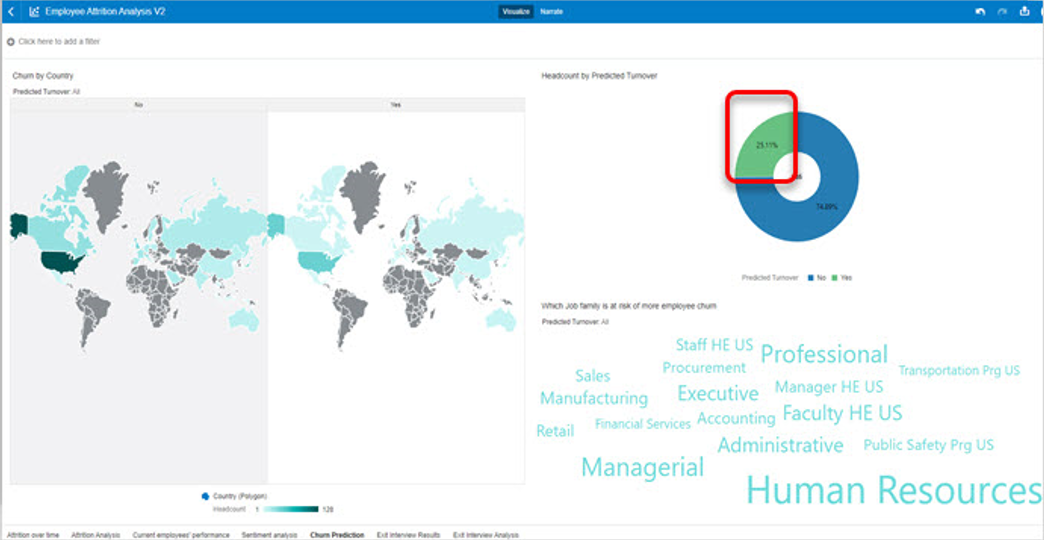 Employee Attrition Analysis V2
Visualize
Narrate
Click here to add a filter
Churn by Country
Predicted Turnover: All
No
Yes
Country (Polygon)
Headcount 1 128
Headcount by Predicted Turnover
25.11%
74.89%
Predicted Turnover No Yes
Which Job family is at risk of more employee churn
Predicted Turnover: All
Staff HE US
Professional
Procurement
Transportation Prg US
Sales
Manager HE US
Executive
Manufacturing
Faculty HE US
Accounting
Financial Services
Retail
Administrative
Public Safety Prg US
Managerial
Human Resources
Attrition over time
Attrition Analysis
Current employees' performance
Sentiment analysis
Churn Prediction
Exit Interview Results
Exit Interview Analysis